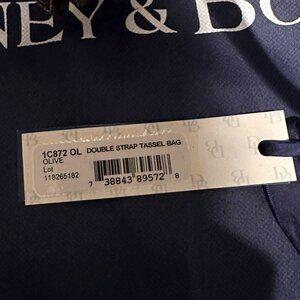 NEY & BO
1C872 OL DOUBLE STRAP TASSEL BAG
OLIVE
Lot
118265182
7 38843 89572 8